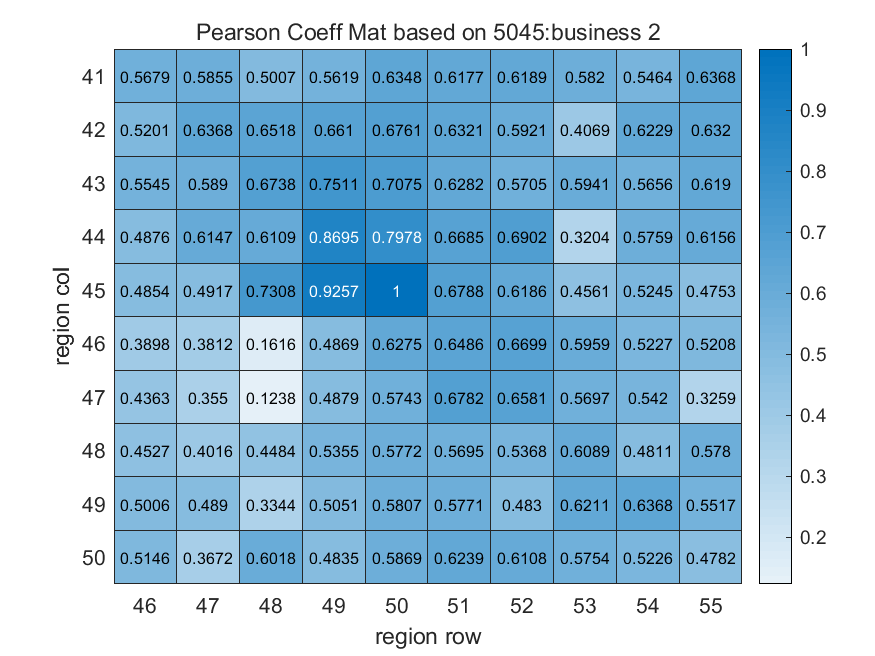 Pearson Coeff Mat based on 5045:business 2
41 0.5679 0.5855 0.5007 0.5619 0.6348 0.6177 0.6189 0.582 0.5464 0.6368
42 0.5201 0.6368 0.6518 0.661 0.6761 0.6321 0.5921 0.4069 0.6229 0.632
43 0.5545 0.589 0.6738 0.7511 0.7075 0.6282 0.5705 0.5941 0.5656 0.619
44 0.4876 0.6147 0.6109 0.8695 0.7978 0.6685 0.6902 0.3204 0.5759 0.6156
45 0.4854 0.4917 0.7308 0.9257 1 0.6788 0.6186 0.4561 0.5245 0.4753
46 0.3898 0.3812 0.1616 0.4869 0.6275 0.6486 0.6699 0.5959 0.5227 0.5208
47 0.4363 0.355 0.1238 0.4879 0.5743 0.6782 0.6581 0.5697 0.542 0.3259
48 0.4527 0.4016 0.4484 0.5355 0.5772 0.5695 0.5368 0.6089 0.4811 0.578
49 0.5006 0.489 0.3344 0.5051 0.5807 0.5771 0.483 0.6211 0.6368 0.5517
50 0.5146 0.3672 0.6018 0.4835 0.5869 0.6239 0.6108 0.5754 0.5226 0.4782
46 47 48 49 50 51 52 53 54 55
region row
region col
1
0.9
0.8
0.7
0.6
0.5
0.4
0.3
0.2